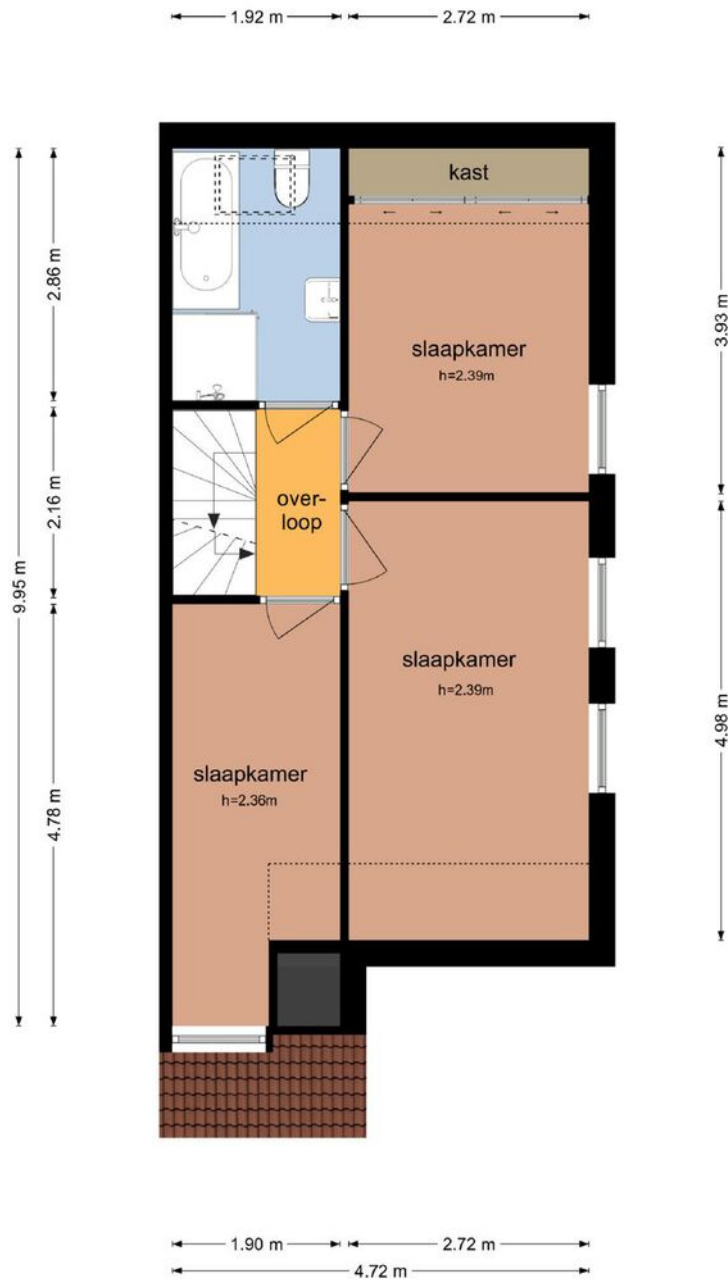 1.92 m
2.72 m
kast
2.86 m
3.93 m
slaapkamer
h=2.39m
2.16 m
over-
loop
9.95 m
slaapkamer
h=2.39m
4.98 m
slaapkamer
h=2.36m
4.78 m
1.90 m
2.72 m
4.72 m